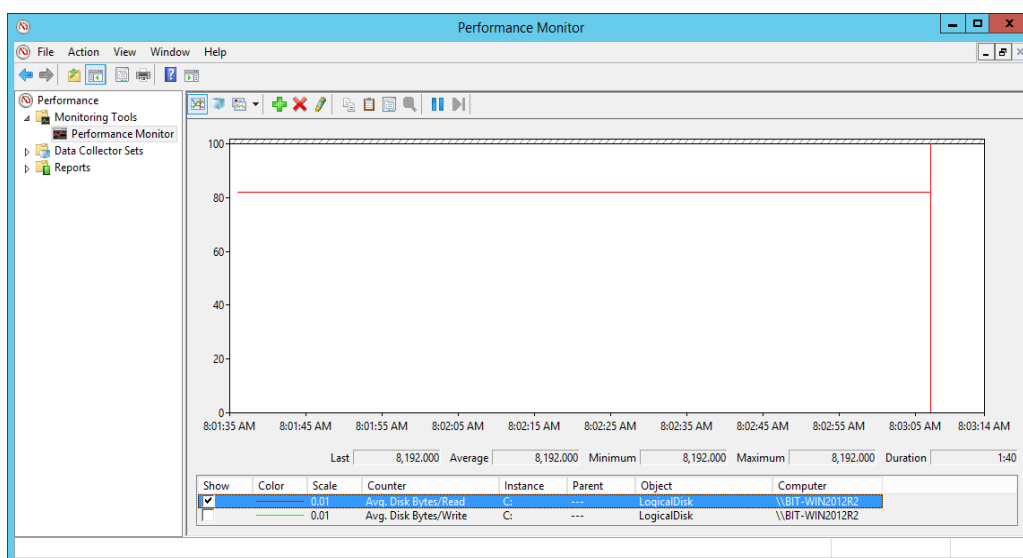 Performance Monitor
File Action View Window Help
Performance
Monitoring Tools
Performance Monitor
Data Collector Sets
Reports
100
80
60
40
20
0
8:01:35 AM 8:01:45 AM 8:01:55 AM 8:02:05 AM 8:02:15 AM 8:02:25 AM 8:02:35 AM 8:02:45 AM 8:02:55 AM 8:03:05 AM 8:03:14 AM
Last 8,192.000 Average 8,192.000 Minimum 8,192.000 Maximum 8,192.000 Duration 1:40
Show Color Scale Counter Instance Parent Object Computer
0.01 Avg. Disk Bytes/Read C: --- LogicalDisk \\BIT-WIN2012R2
0.01 Avg. Disk Bytes/Write C: --- LogicalDisk \\BIT-WIN2012R2